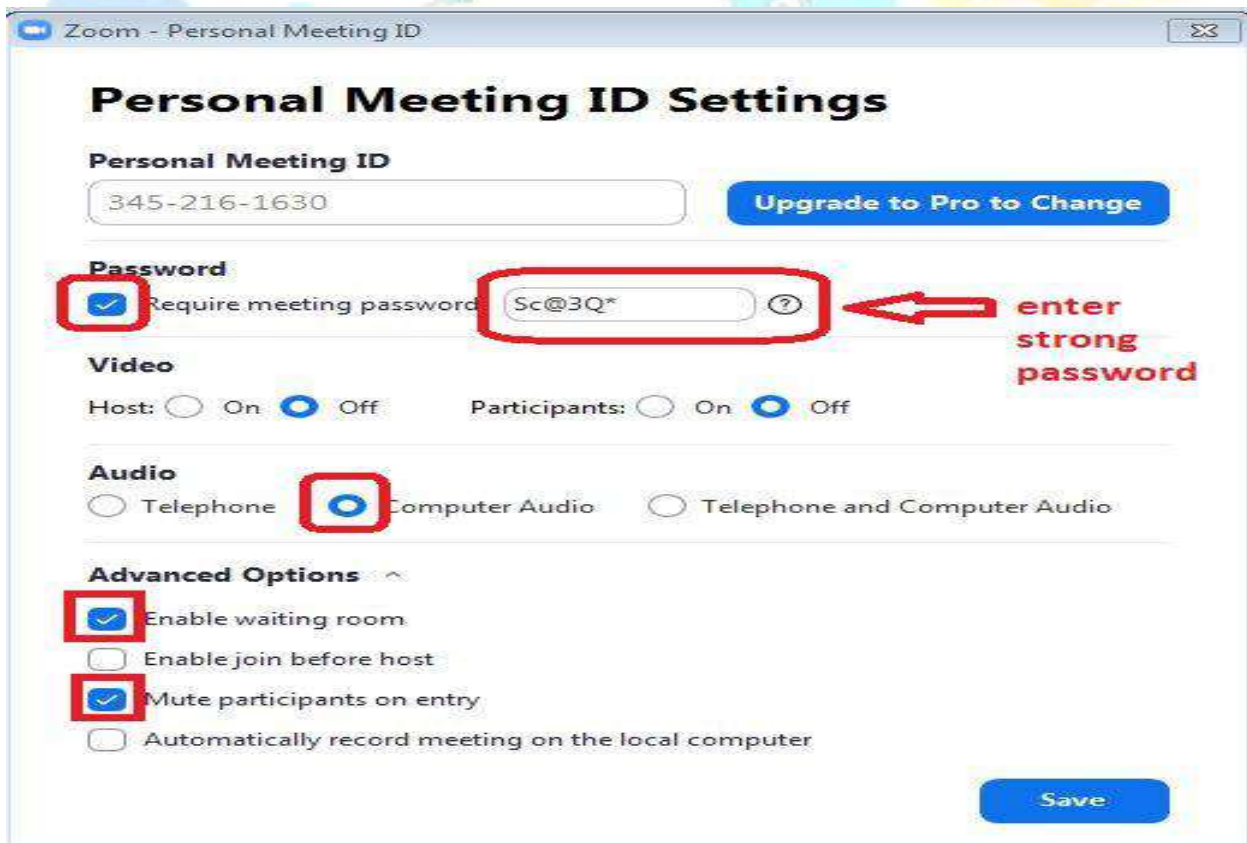 Zoom - Personal Meeting ID
Personal Meeting ID Settings
Personal Meeting ID
345-216-1630
Upgrade to Pro to Change
Password
Require meeting password Sc@3Q* ?
enter
strong
password
Video
Host: On Off Participants: On Off
Audio
Telephone Computer Audio Telephone and Computer Audio
Advanced Options
Enable waiting room
Enable join before host
Mute participants on entry
Automatically record meeting on the local computer
Save